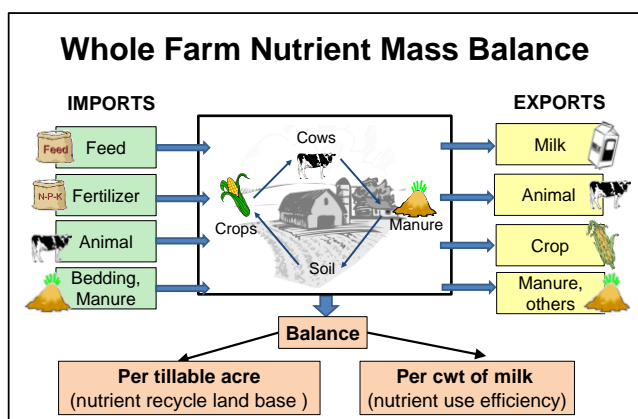 Whole Farm Nutrient Mass Balance
IMPORTS
EXPORTS
Feed
Feed
N-P-K
Fertilizer
Animal
Bedding,
Manure
Cows
Crops
Manure
Soil
Milk
Animal
Crop
Manure,
others
Balance
Per tillable acre
(nutrient recycle land base )
Per cwt of milk
(nutrient use efficiency)